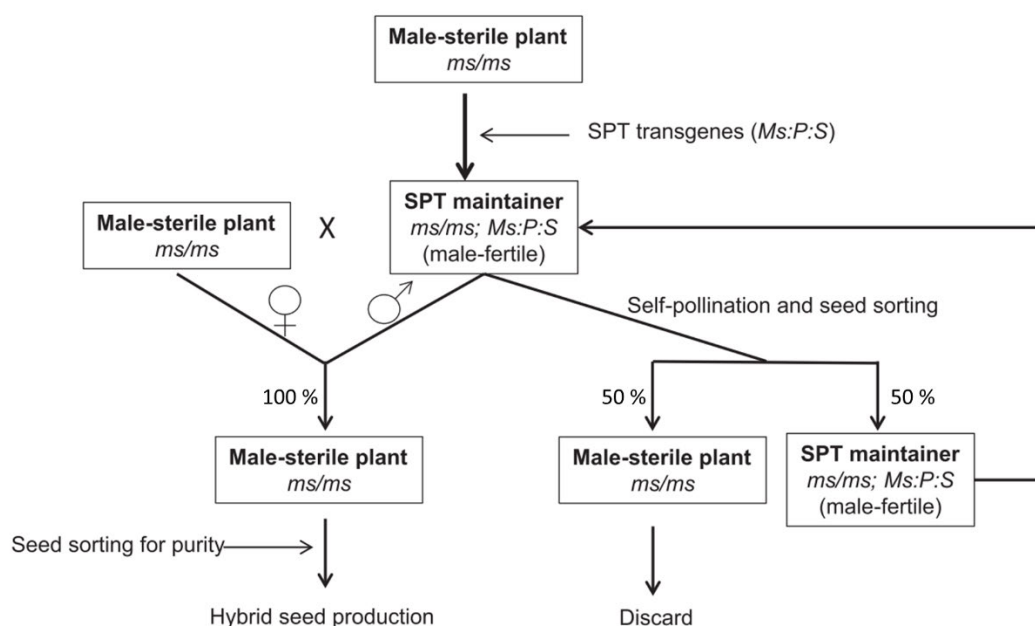 Male-sterile plant
ms/ms
SPT transgenes (Ms:P:S)
Male-sterile plant
ms/ms
X
SPT maintainer
ms/ms; Ms:P:S
(male-fertile)
Self-pollination and seed sorting
100 %
50 %
50 %
Male-sterile plant
ms/ms
Male-sterile plant
ms/ms
SPT maintainer
ms/ms; Ms:P:S
(male-fertile)
Seed sorting for purity
Hybrid seed production
Discard